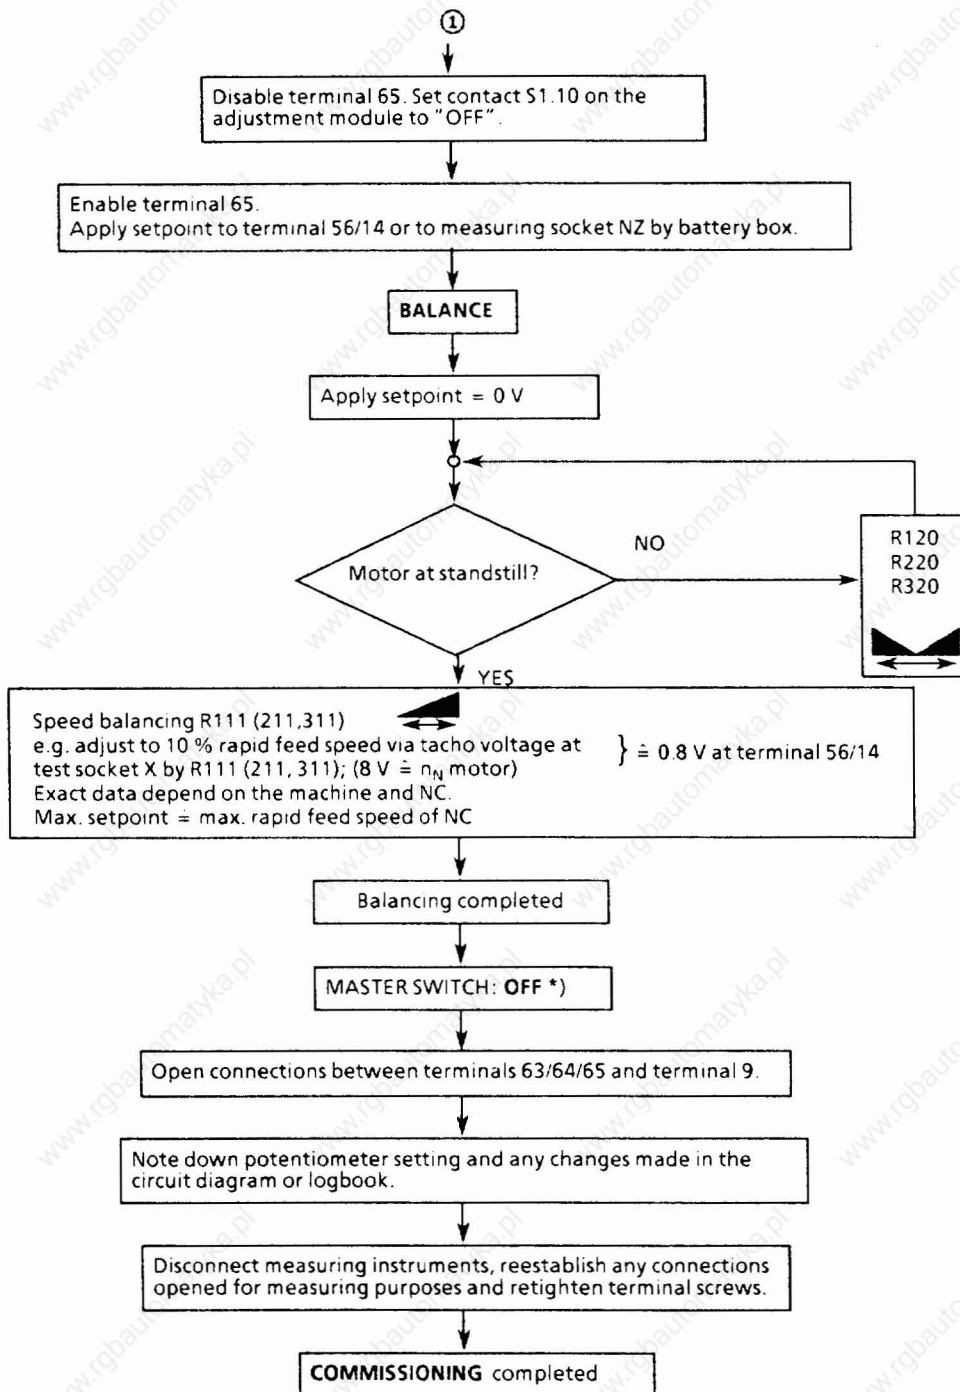 1
Disable terminal 65. Set contact S1.10 on the
adjustment module to "OFF".
Enable terminal 65.
Apply setpoint to terminal 56/14 or to measuring socket NZ by battery box.
BALANCE
Apply setpoint = 0 V
Motor at standstill?
NO
R120
R220
R320
YES
Speed balancing R111 (211,311)
e.g. adjust to 10 % rapid feed speed via tacho voltage at
test socket X by R111 (211, 311); (8 V ≙ nN motor)
} ≙ 0.8 V at terminal 56/14
Exact data depend on the machine and NC.
Max. setpoint ≙ max. rapid feed speed of NC
Balancing completed
MASTER SWITCH: OFF *)
Open connections between terminals 63/64/65 and terminal 9.
Note down potentiometer setting and any changes made in the
circuit diagram or logbook.
Disconnect measuring instruments, reestablish any connections
opened for measuring purposes and retighten terminal screws.
COMMISSIONING completed
www.rgbautomatyka.pl